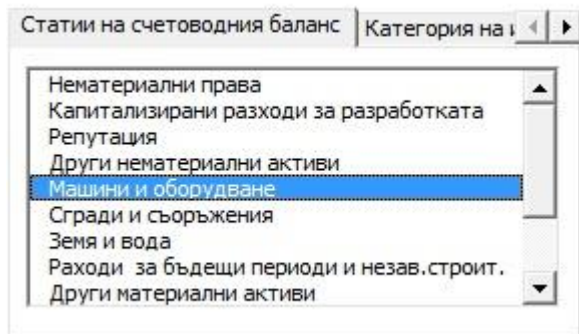 Статии на счетоводния баланс
Категория на
Нематериални права
Капитализирани разходи за разработката
Репутация
Други нематериални активи
Машини и оборудване
Сгради и съоръжения
Земя и вода
Раходи за бъдещи периоди и незав.строит.
Други материални активи